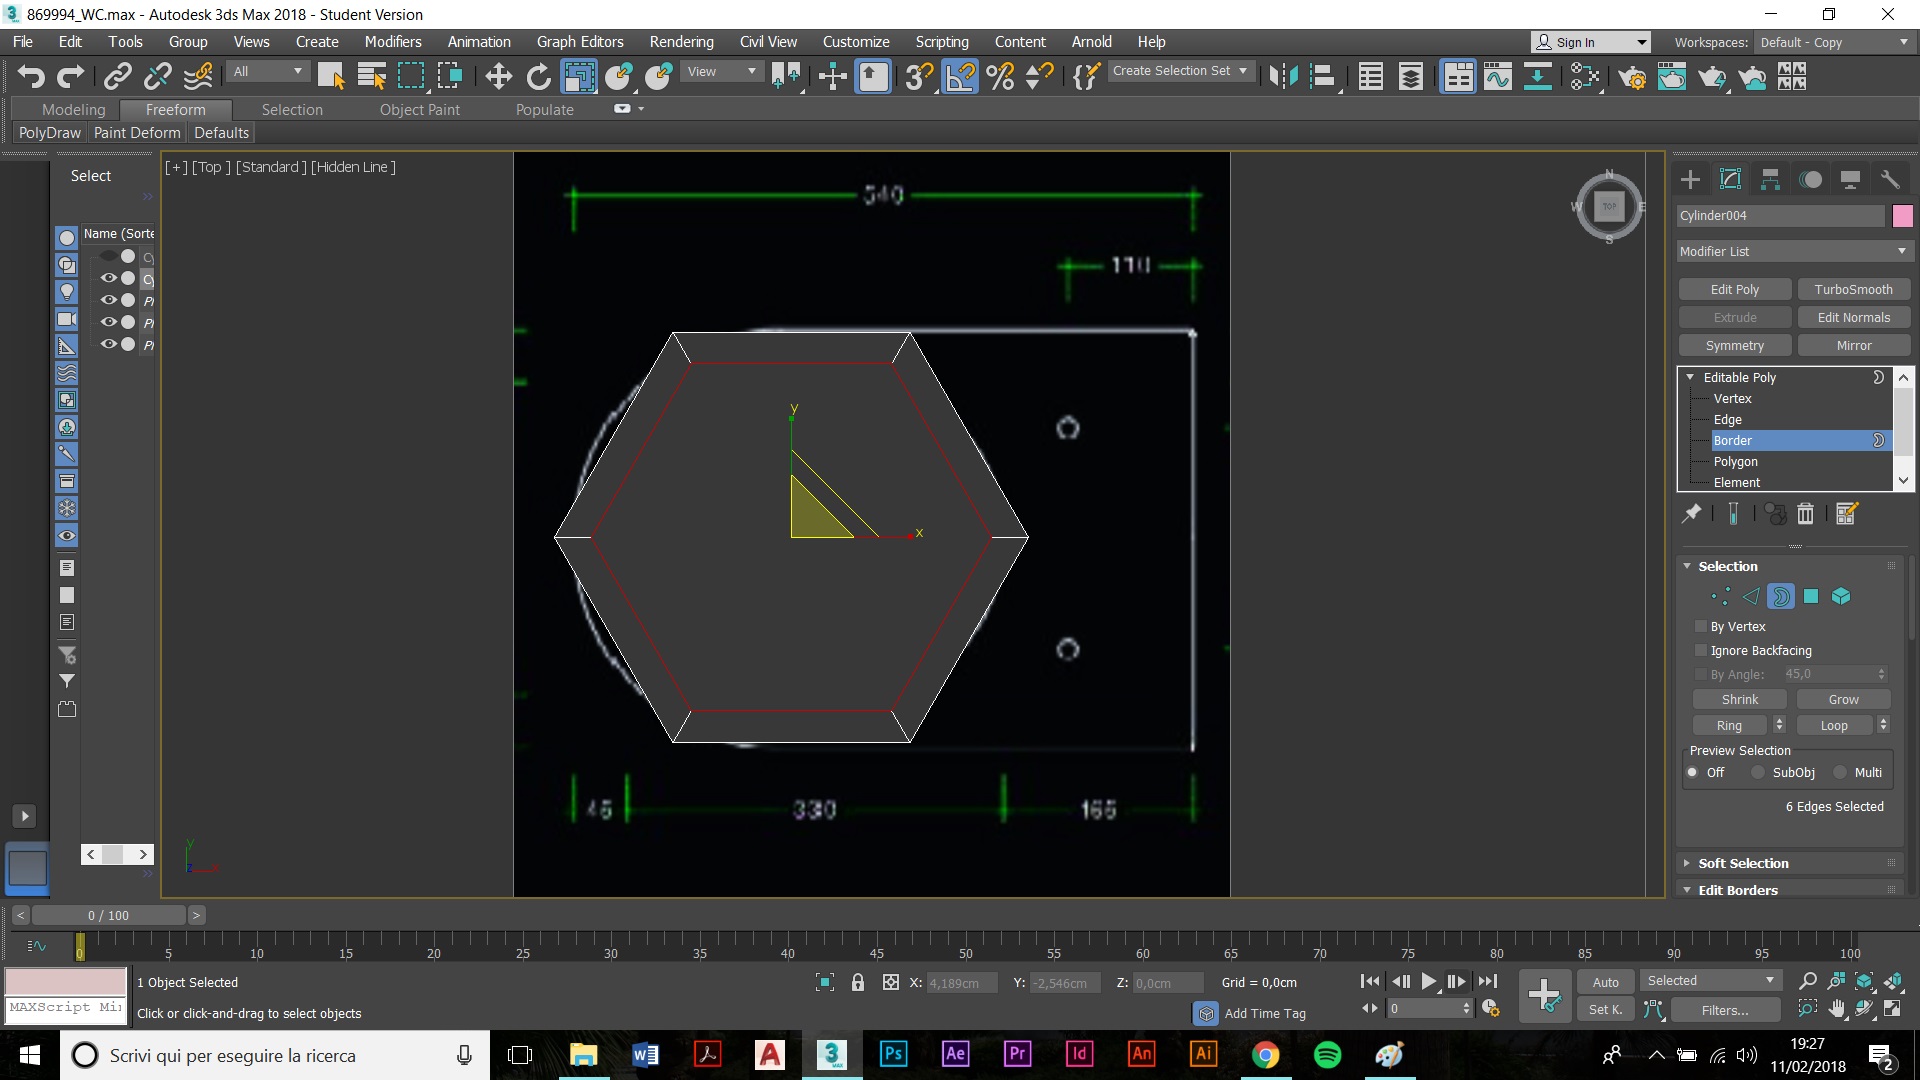 869994_WC.max - Autodesk 3ds Max 2018 - Student Version
File Edit Tools Group Views Create Modifiers Animation Graph Editors Rendering Civil View Customize Scripting Content Arnold Help
Sign In
Workspaces: Default - Copy
All
View
Create Selection Set
Modeling Freeform Selection Object Paint Populate
PolyDraw Paint Deform Defaults
Select
Name (Sorte
[+] [Top ] [Standard ] [Hidden Line ]
540
110
N
W TOP E
S
y
x
45 330 165
y
z x
Cylinder004
Modifier List
Edit Poly TurboSmooth
Extrude Edit Normals
Symmetry Mirror
Editable Poly
Vertex
Edge
Border
Polygon
Element
Selection
By Vertex
Ignore Backfacing
By Angle: 45,0
Shrink Grow
Ring Loop
Preview Selection
Off SubObj Multi
6 Edges Selected
Soft Selection
Edit Borders
< 0 / 100 >
0 5 10 15 20 25 30 35 40 45 50 55 60 65 70 75 80 85 90 95 100
1 Object Selected
X: 4,189cm Y: -2,546cm Z: 0,0cm Grid = 0,0cm
Auto Selected
MAXScript Mi
Click or click-and-drag to select objects
Add Time Tag
0
Set K. Filters...
Scrivi qui per eseguire la ricerca
Ps Ae Pr Id An Ai
19:27
11/02/2018
2